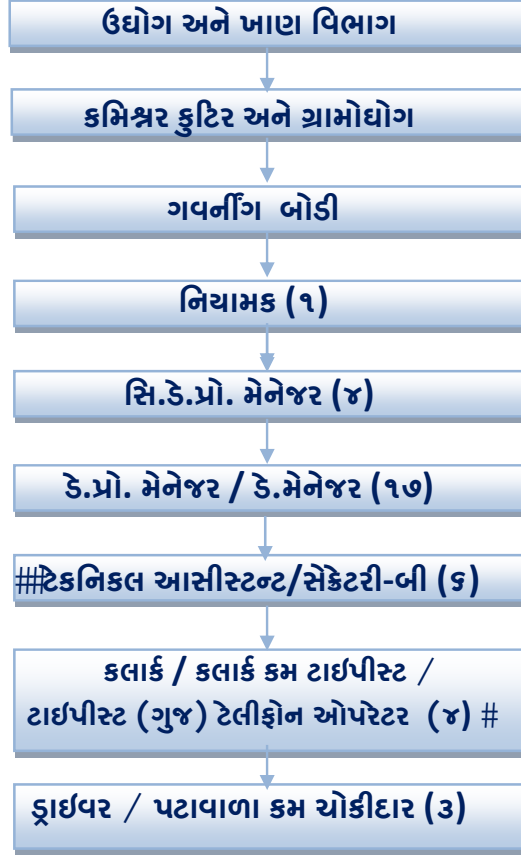 ઉદ્યોગ અને ખાણ વિભાગ
કમિશ્નર કુટિર અને ગ્રામોદ્યોગ
ગવર્નીંગ બોડી
નિયામક (૧)
સિ.ડે.પ્રો. મેનેજર (૪)
ડે.પ્રો. મેનેજર / ડે.મેનેજર (૧૭)
##ટેકનિકલ આસીસ્ટન્ટ/સેક્રેટરી-બી (૬)
કલાર્ક / કલાર્ક કમ ટાઇપીસ્ટ /
ટાઇપીસ્ટ (ગુજ) ટેલીફોન ઓપરેટર (૪) #
ડ્રાઇવર / પટાવાળા કમ ચોકીદાર (૩)